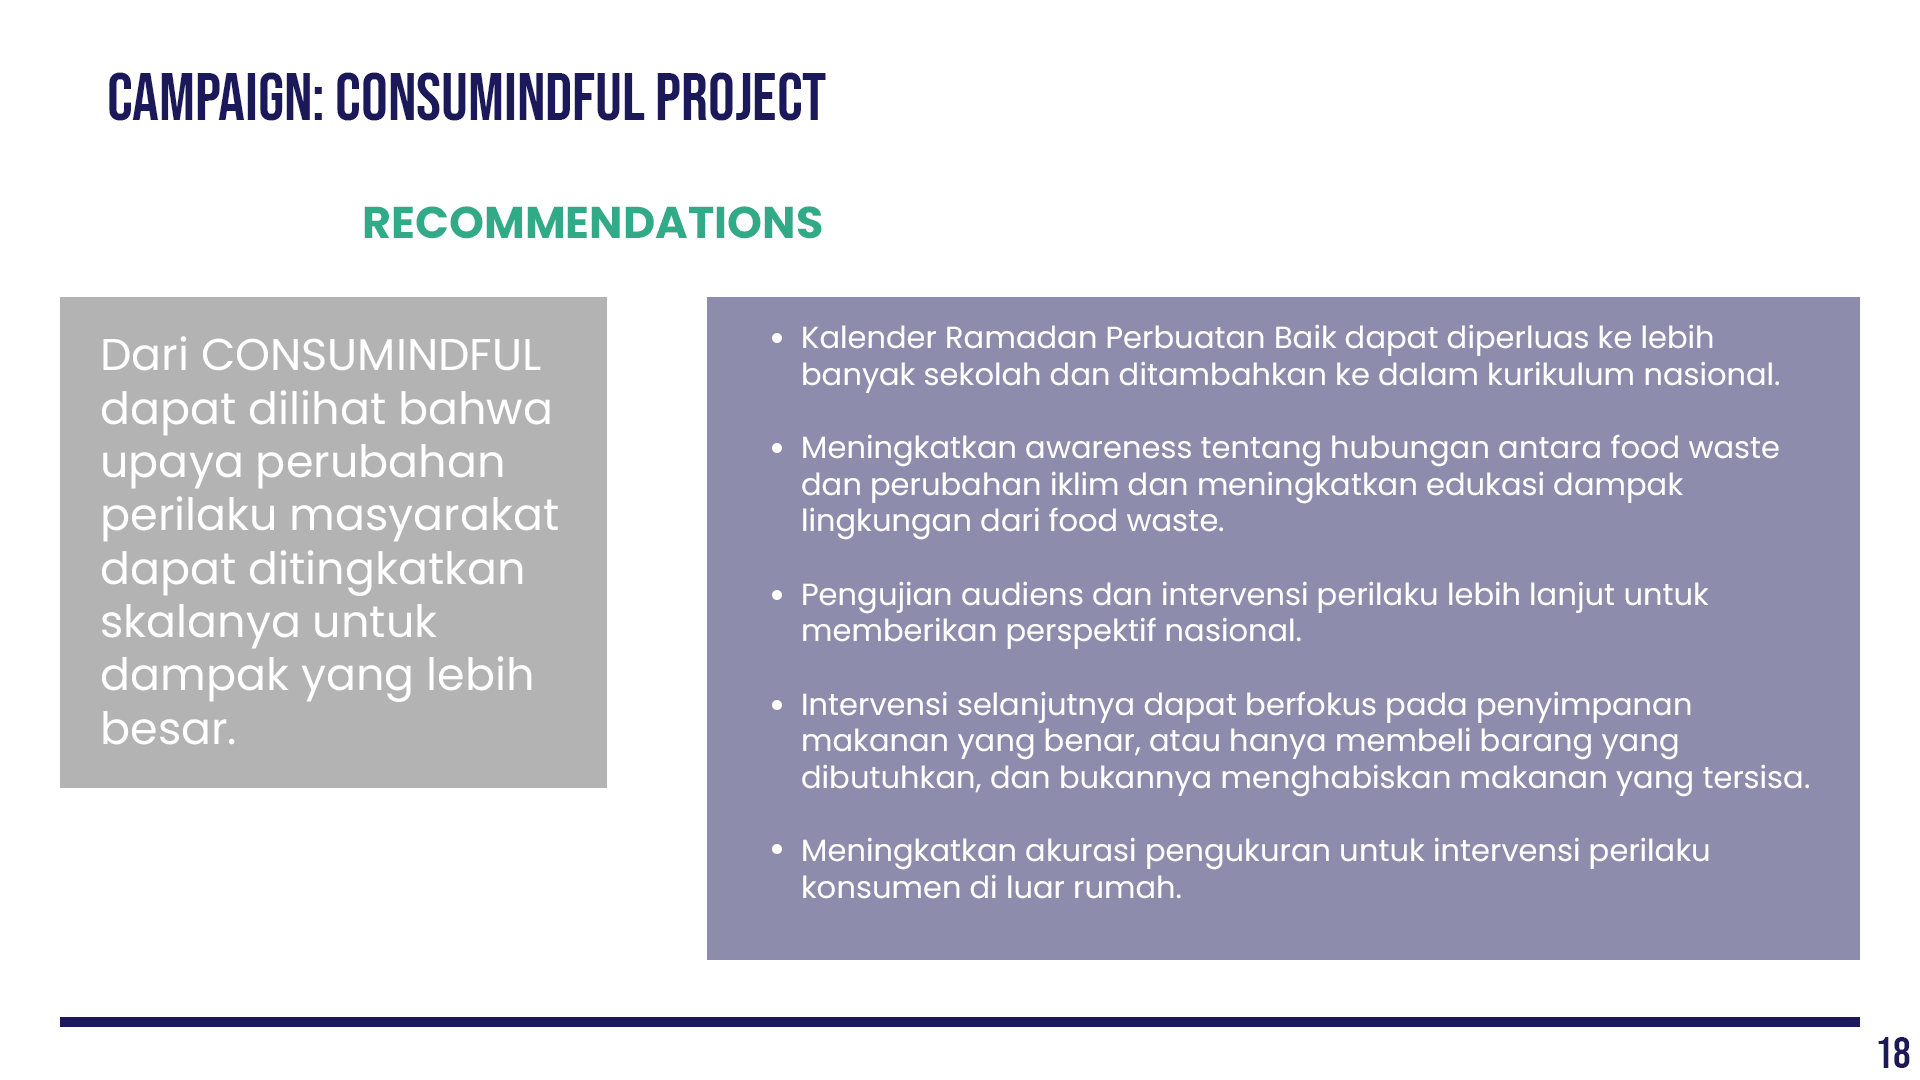 CAMPAIGN: CONSUMINDFUL PROJECT
RECOMMENDATIONS
Dari CONSUMINDFUL
dapat dilihat bahwa
upaya perubahan
perilaku masyarakat
dapat ditingkatkan
skalanya untuk
dampak yang lebih
besar.
• Kalender Ramadan Perbuatan Baik dapat diperluas ke lebih
banyak sekolah dan ditambahkan ke dalam kurikulum nasional.
• Meningkatkan awareness tentang hubungan antara food waste
dan perubahan iklim dan meningkatkan edukasi dampak
lingkungan dari food waste.
• Pengujian audiens dan intervensi perilaku lebih lanjut untuk
memberikan perspektif nasional.
• Intervensi selanjutnya dapat berfokus pada penyimpanan
makanan yang benar, atau hanya membeli barang yang
dibutuhkan, dan bukannya menghabiskan makanan yang tersisa.
• Meningkatkan akurasi pengukuran untuk intervensi perilaku
konsumen di luar rumah.
18